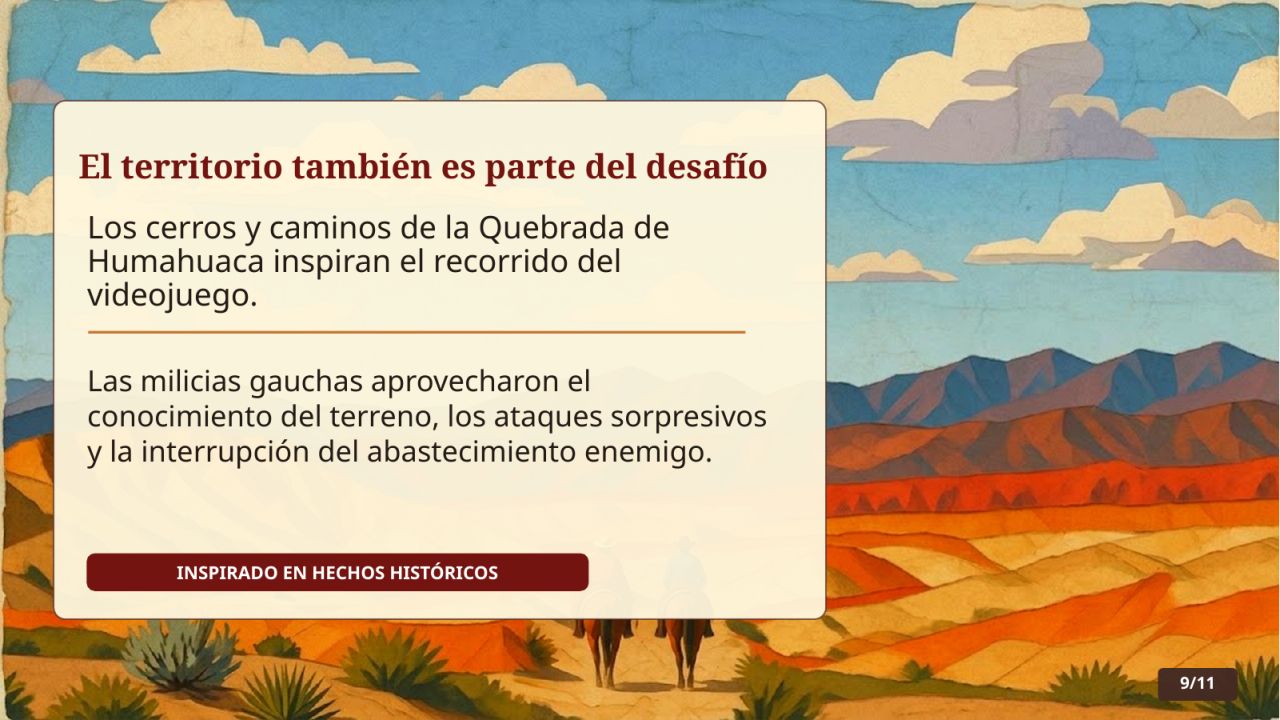 El territorio también es parte del desafío
Los cerros y caminos de la Quebrada de
Humahuaca inspiran el recorrido del
videojuego.
Las milicias gauchas aprovecharon el
conocimiento del terreno, los ataques sorpresivos
y la interrupción del abastecimiento enemigo.
INSPIRADO EN HECHOS HISTÓRICOS
9/11